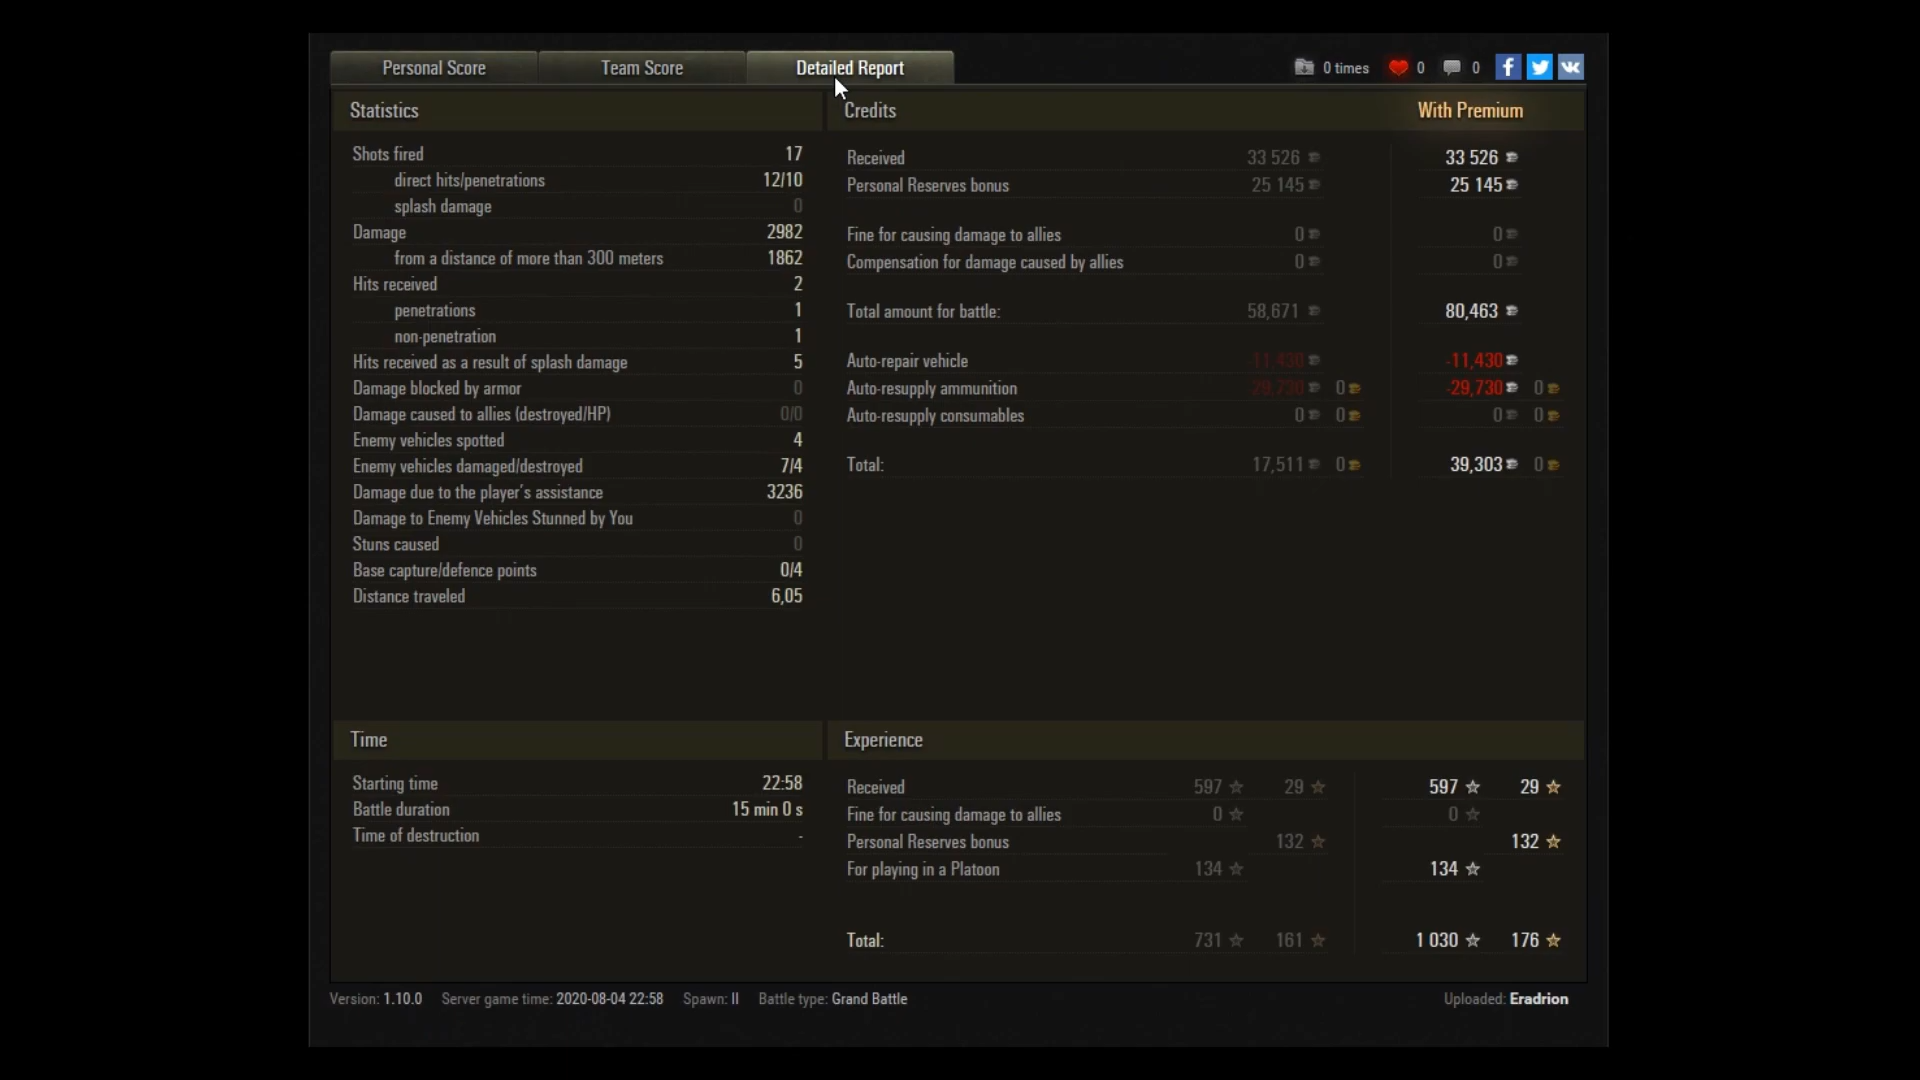 Personal Score Team Score Detailed Report 0 times 0 0
Statistics
Shots fired 17
direct hits/penetrations 12/10
splash damage 0
Damage 2982
from a distance of more than 300 meters 1862
Hits received 2
penetrations 1
non-penetration 1
Hits received as a result of splash damage 5
Damage blocked by armor 0
Damage caused to allies (destroyed/HP) 0/0
Enemy vehicles spotted 4
Enemy vehicles damaged/destroyed 7/4
Damage due to the player's assistance 3236
Damage to Enemy Vehicles Stunned by You 0
Stuns caused 0
Base capture/defence points 0/4
Distance traveled 6,05
Credits With Premium
Received 33 526 33 526
Personal Reserves bonus 25 145 25 145
Fine for causing damage to allies 0 0
Compensation for damage caused by allies 0 0
Total amount for battle: 58,671 80,463
Auto-repair vehicle -11,430 -11,430
Auto-resupply ammunition -29,730 0 -29,730 0
Auto-resupply consumables 0 0 0 0
Total: 17,511 0 39,303 0
Time
Starting time 22:58
Battle duration 15 min 0 s
Time of destruction -
Experience
Received 597 29 597 29
Fine for causing damage to allies 0 0
Personal Reserves bonus 132 132
For playing in a Platoon 134 134
Total: 731 161 1 030 176
Version: 1.10.0 Server game time: 2020-08-04 22:58 Spawn: II Battle type: Grand Battle Uploaded: Eradrion